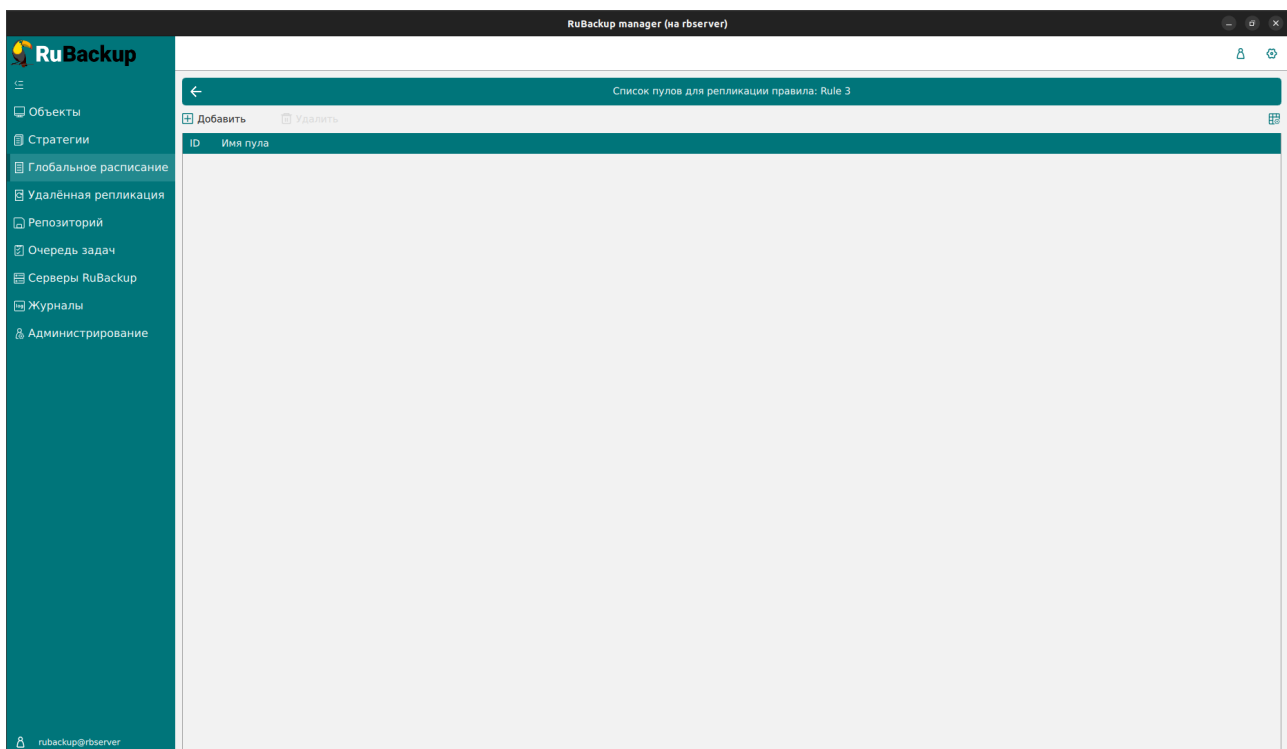 RuBackup manager (на rbserver)
RuBackup
Список пулов для репликации правила: Rule 3
Объекты
Добавить
Удалить
Стратегии
ID
Имя пула
Глобальное расписание
Удалённая репликация
Репозиторий
Очередь задач
Серверы RuBackup
Журналы
Администрирование
rubackup@rbserver